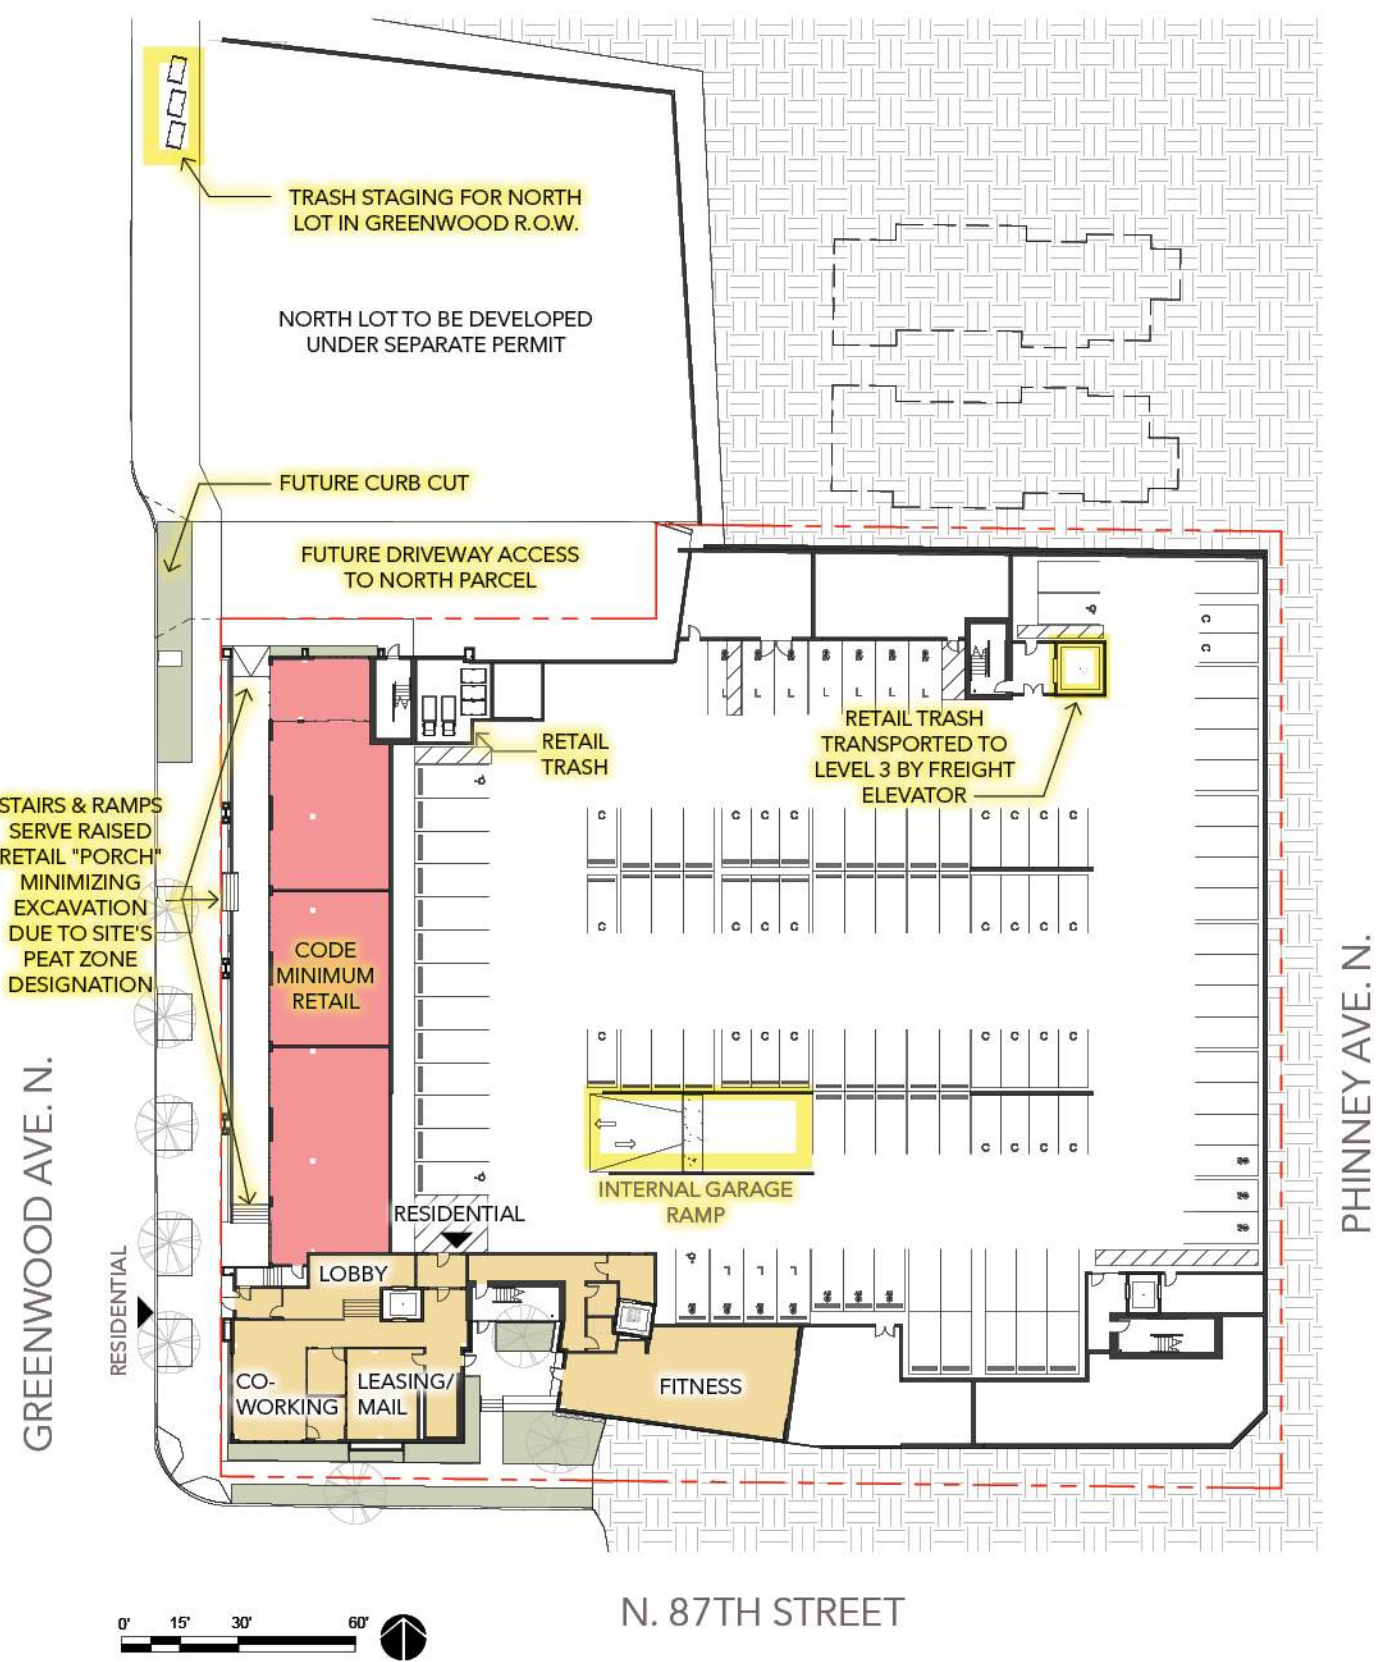 TRASH STAGING FOR NORTH
LOT IN GREENWOOD R.O.W.
NORTH LOT TO BE DEVELOPED
UNDER SEPARATE PERMIT
FUTURE CURB CUT
FUTURE DRIVEWAY ACCESS
TO NORTH PARCEL
RETAIL
TRASH
RETAIL TRASH
TRANSPORTED TO
LEVEL 3 BY FREIGHT
ELEVATOR
STAIRS & RAMPS
SERVE RAISED
RETAIL "PORCH"
MINIMIZING
EXCAVATION
DUE TO SITE'S
PEAT ZONE
DESIGNATION
CODE
MINIMUM
RETAIL
C
C
L L L L L L L
C C C C C C C C
C C C C C C C C
C C C C C C C C
C C C C
INTERNAL GARAGE
RAMP
RESIDENTIAL
LOBBY
L L L
CO-
WORKING
LEASING/
MAIL
FITNESS
RESIDENTIAL
GREENWOOD AVE. N.
PHINNEY AVE. N.
N. 87TH STREET
0' 15' 30' 60'